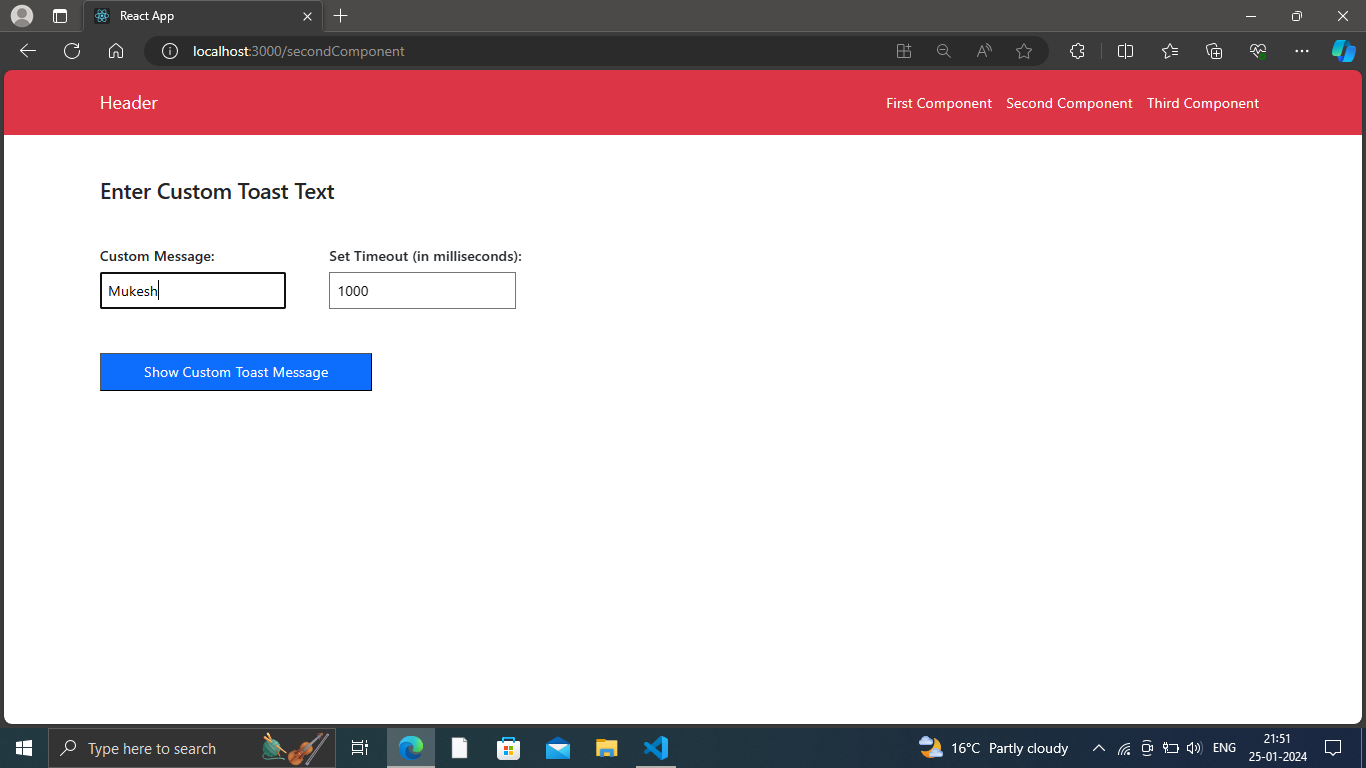 React App
localhost:3000/secondComponent
Header
First Component Second Component Third Component
Enter Custom Toast Text
Custom Message: Set Timeout (in milliseconds):
Mukesh 1000
Show Custom Toast Message
Type here to search
16°C Partly cloudy
ENG
21:51
25-01-2024